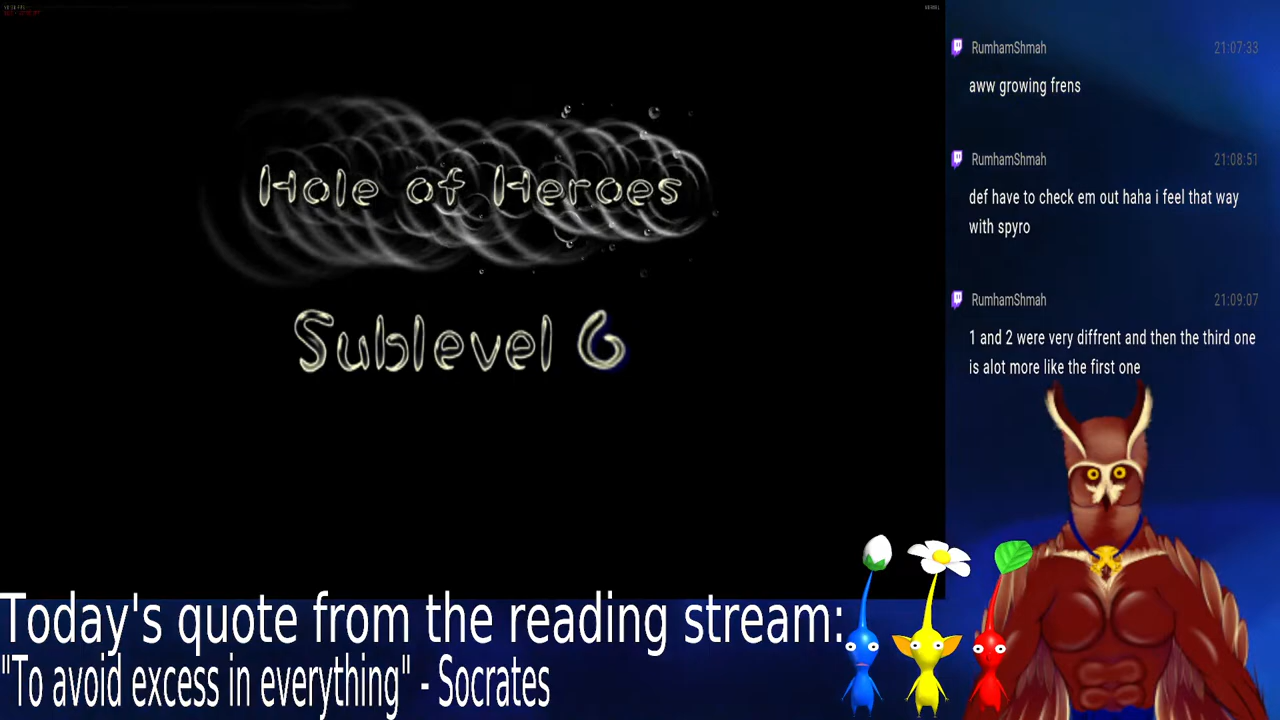 Hole of Heroes
Sublevel 6
RumhamShmah 21:07:33
aww growing frens
RumhamShmah 21:08:51
def have to check em out haha i feel that way
with spyro
RumhamShmah 21:09:07
1 and 2 were very diffrent and then the third one
is alot more like the first one
Today's quote from the reading stream:
"To avoid excess in everything" - Socrates